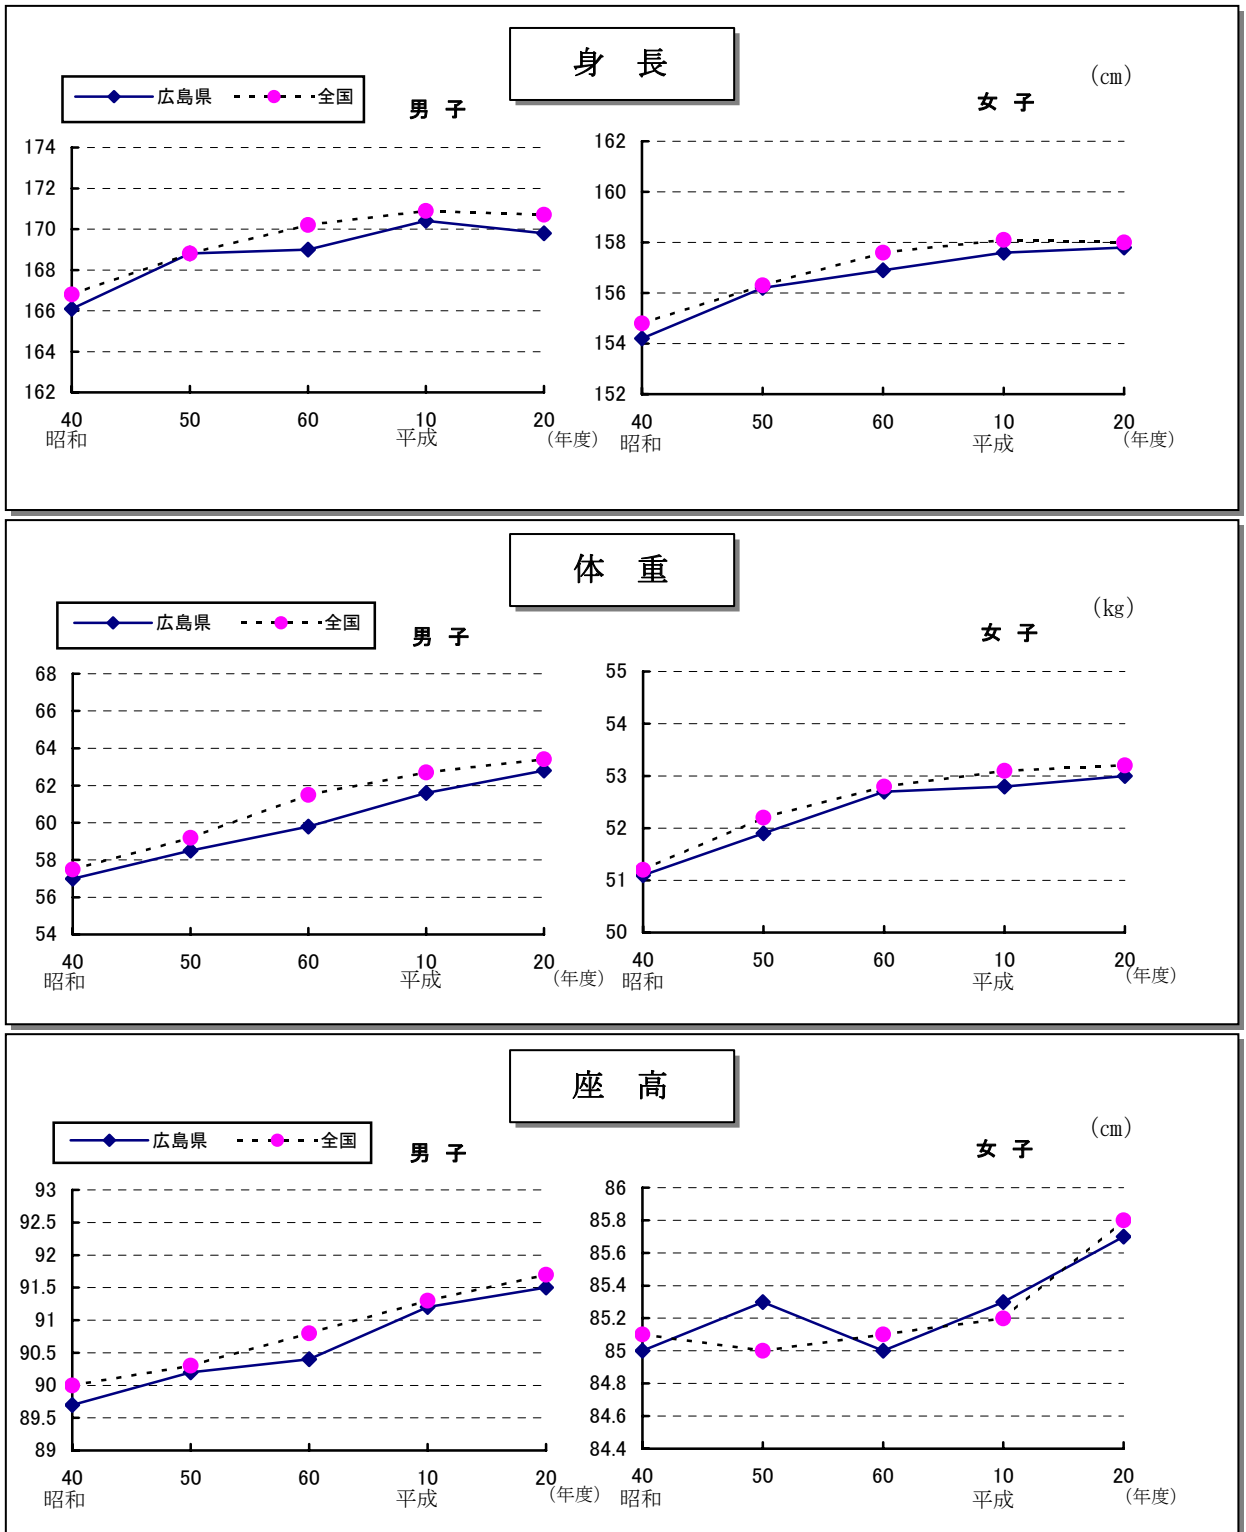 身 長
(cm)
広島県 全国
男 子
女 子
174
172
170
168
166
164
162
40 50 60 10 20
昭和 平成 (年度)
162
160
158
156
154
152
40 50 60 10 20
昭和 平成 (年度)
体 重
(kg)
広島県 全国
男 子
女 子
68
66
64
62
60
58
56
54
40 50 60 10 20
昭和 平成 (年度)
55
54
53
52
51
50
40 50 60 10 20
昭和 平成 (年度)
座 高
(cm)
広島県 全国
男 子
女 子
93
92.5
92
91.5
91
90.5
90
89.5
89
40 50 60 10 20
昭和 平成 (年度)
86
85.8
85.6
85.4
85.2
85
84.8
84.6
84.4
40 50 60 10 20
昭和 平成 (年度)